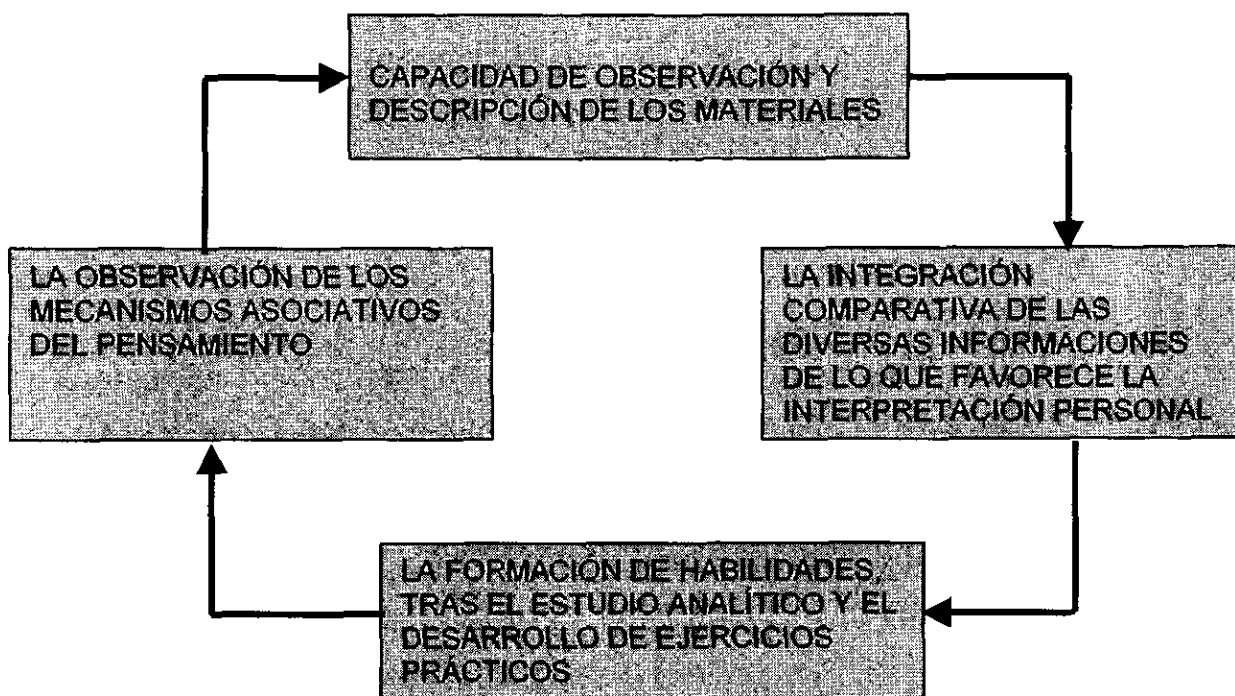 CAPACIDAD DE OBSERVACIÓN Y
DESCRIPCIÓN DE LOS MATERIALES
LA INTEGRACIÓN
COMPARATIVA DE LAS
DIVERSAS INFORMACIONES
DE LO QUE FAVORECE LA
INTERPRETACIÓN PERSONAL
LA FORMACIÓN DE HABILIDADES,
TRAS EL ESTUDIO ANALÍTICO Y EL
DESARROLLO DE EJERCICIOS
PRÁCTICOS
LA OBSERVACIÓN DE LOS
MECANISMOS ASOCIATIVOS
DEL PENSAMIENTO